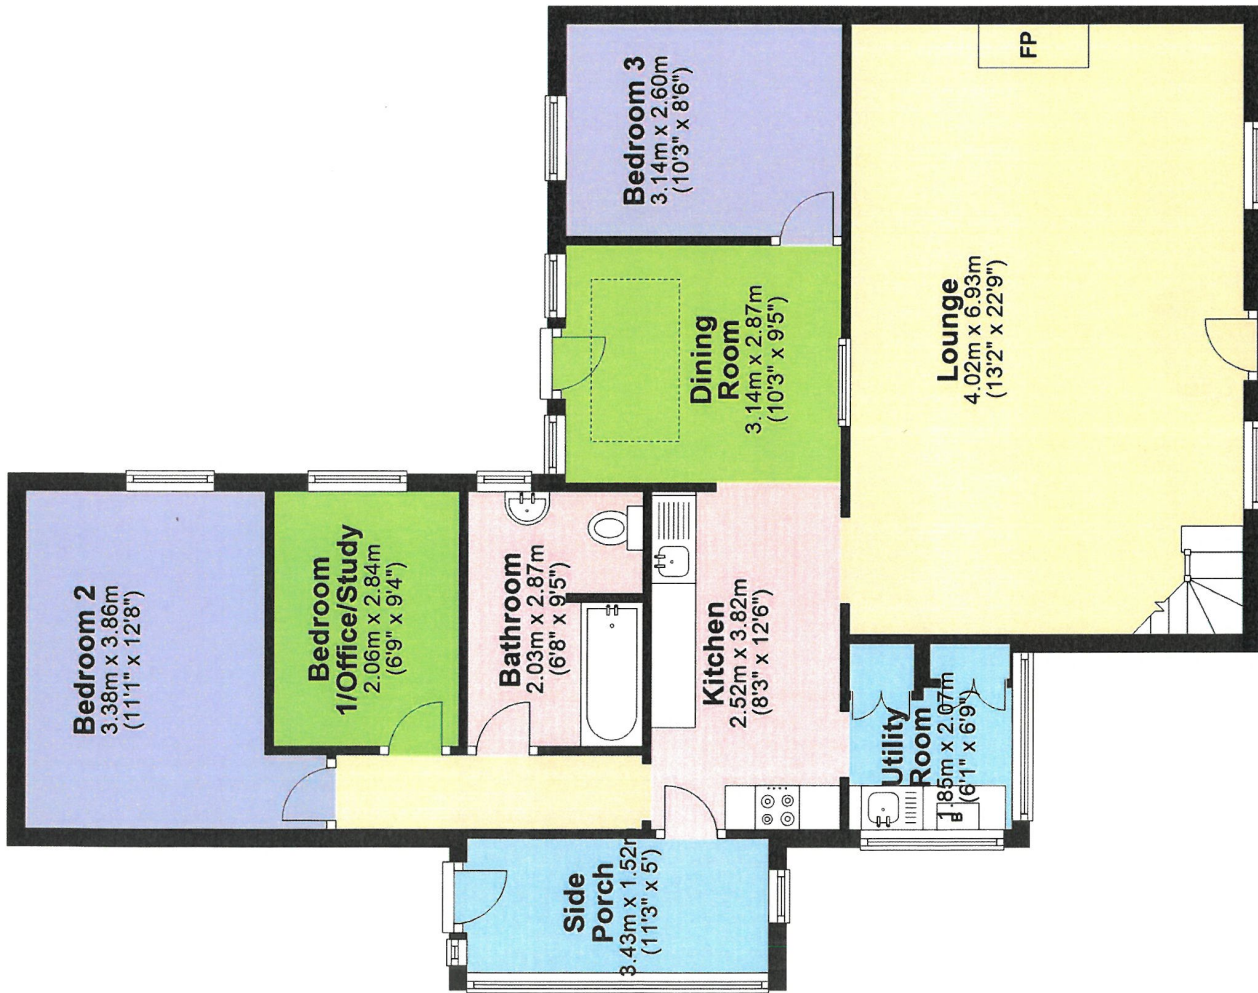 Bedroom 3
3.14m x 2.60m
(10'3" x 8'6")
FP
Dining
Room
3.14m x 2.87m
(10'3" x 9'5")
Lounge
4.02m x 6.93m
(13'2" x 22'9")
Bedroom 2
3.38m x 3.86m
(11'1" x 12'8")
Bedroom
1/Office/Study
2.06m x 2.84m
(6'9" x 9'4")
Bathroom
2.03m x 2.87m
(6'8" x 9'5")
Kitchen
2.52m x 3.82m
(8'3" x 12'6")
Utility
Room
1.85m x 2.07m
(6'1" x 6'9")
B
Side
Porch
3.43m x 1.52m
(11'3" x 5')